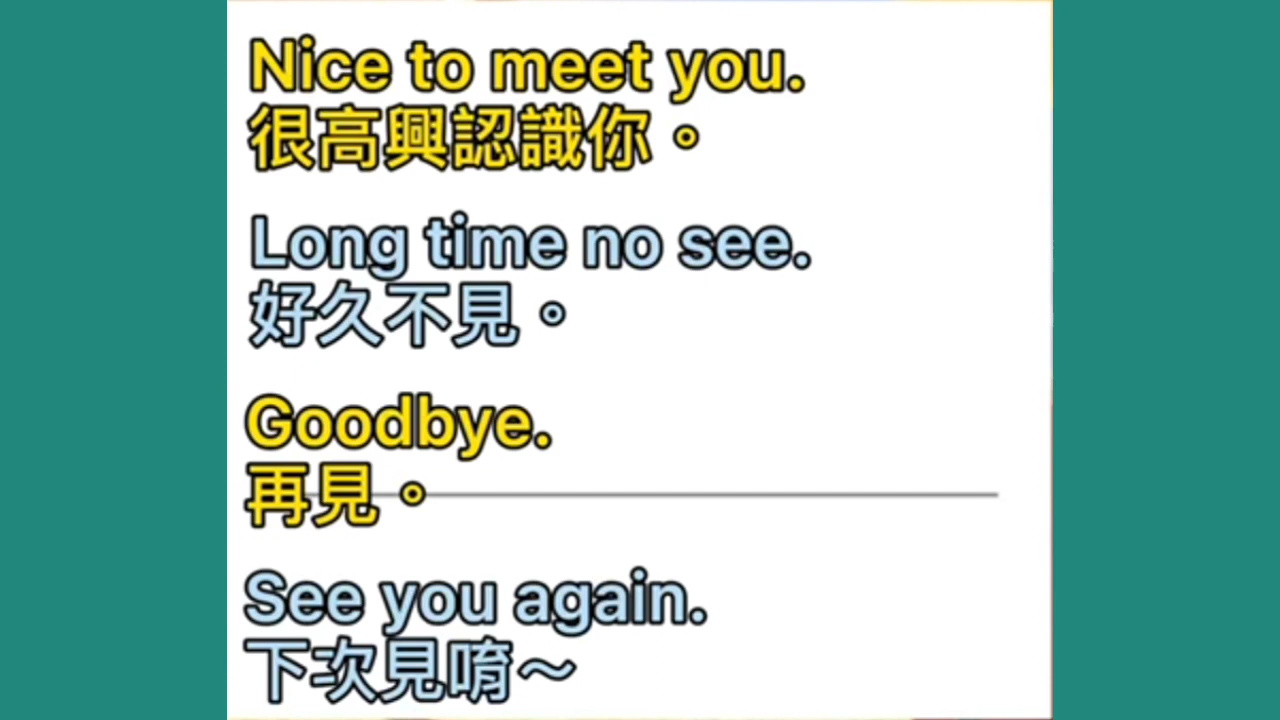 Nice to meet you.
很高興認識你。
Long time no see.
好久不見。
Goodbye.
再見。
See you again.
下次見唷～